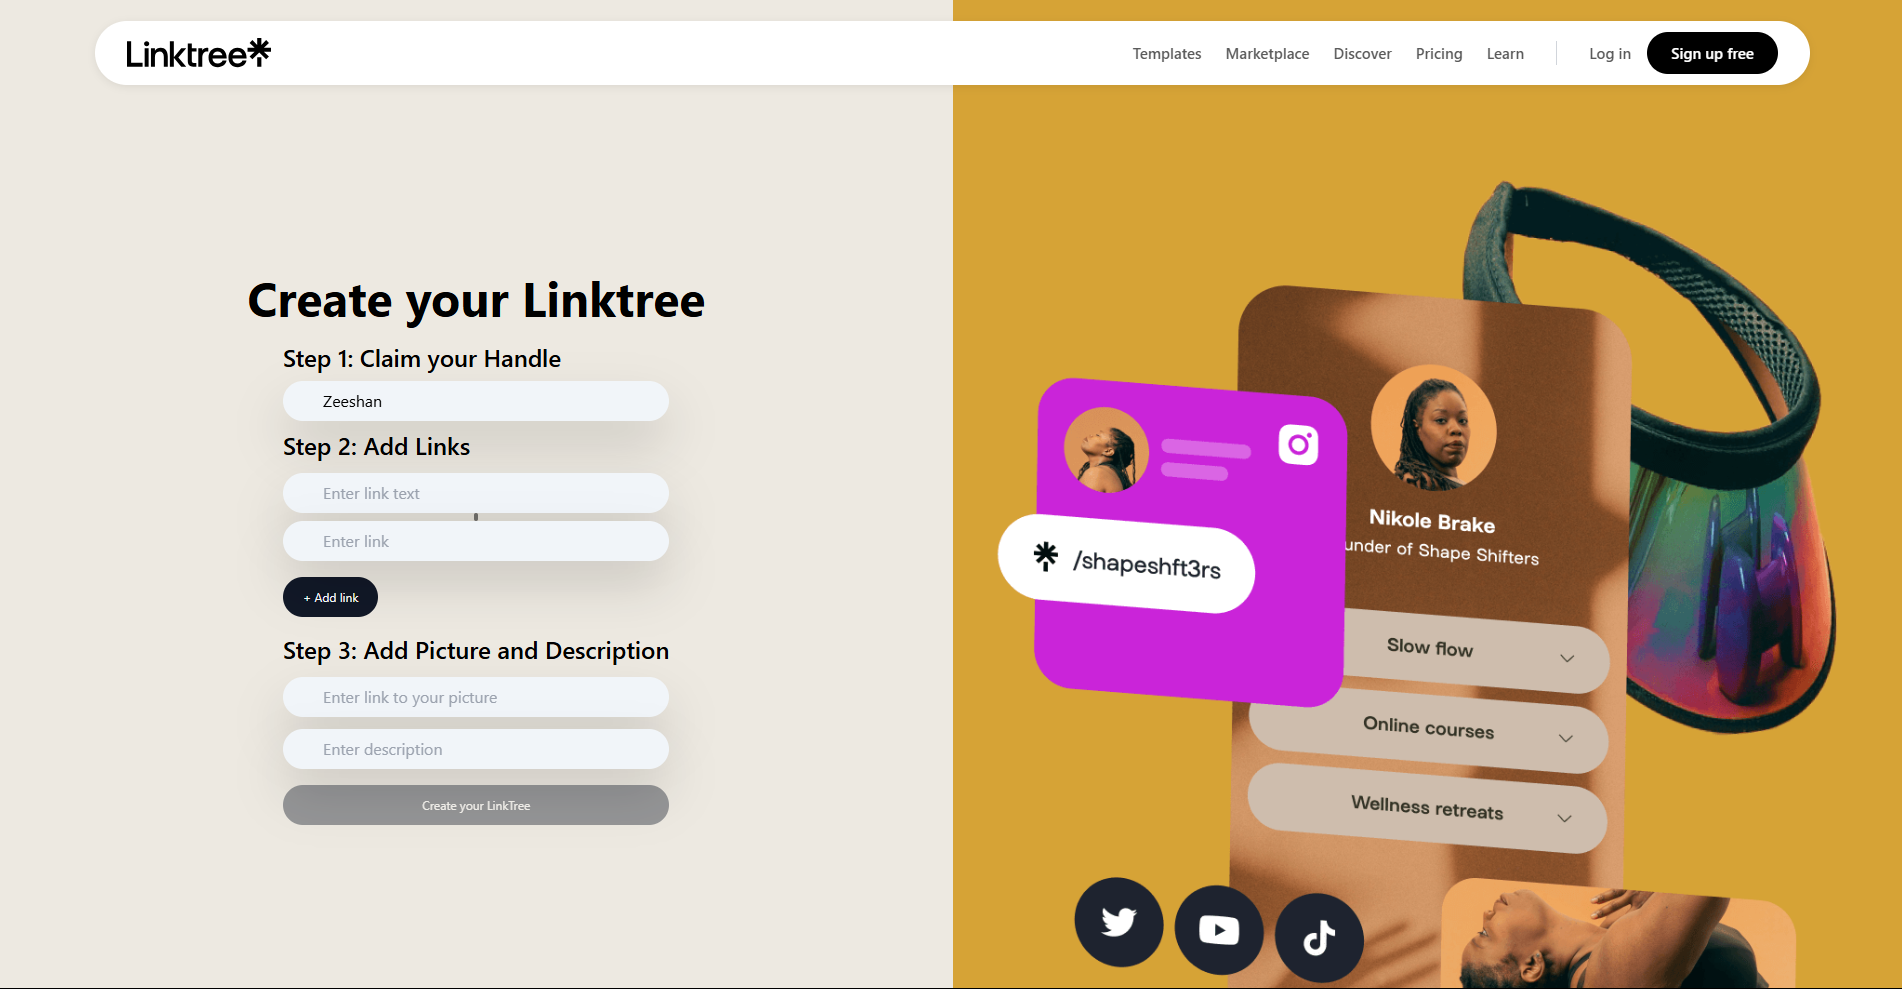 Linktree
Templates
Marketplace
Discover
Pricing
Learn
Log in
Sign up free
Create your Linktree
Step 1: Claim your Handle
Zeeshan
Step 2: Add Links
Enter link text
Enter link
+ Add link
Step 3: Add Picture and Description
Enter link to your picture
Enter description
Create your LinkTree
/shapeshft3rs
Nikole Brake
under of Shape Shifters
Slow flow
Online courses
Wellness retreats